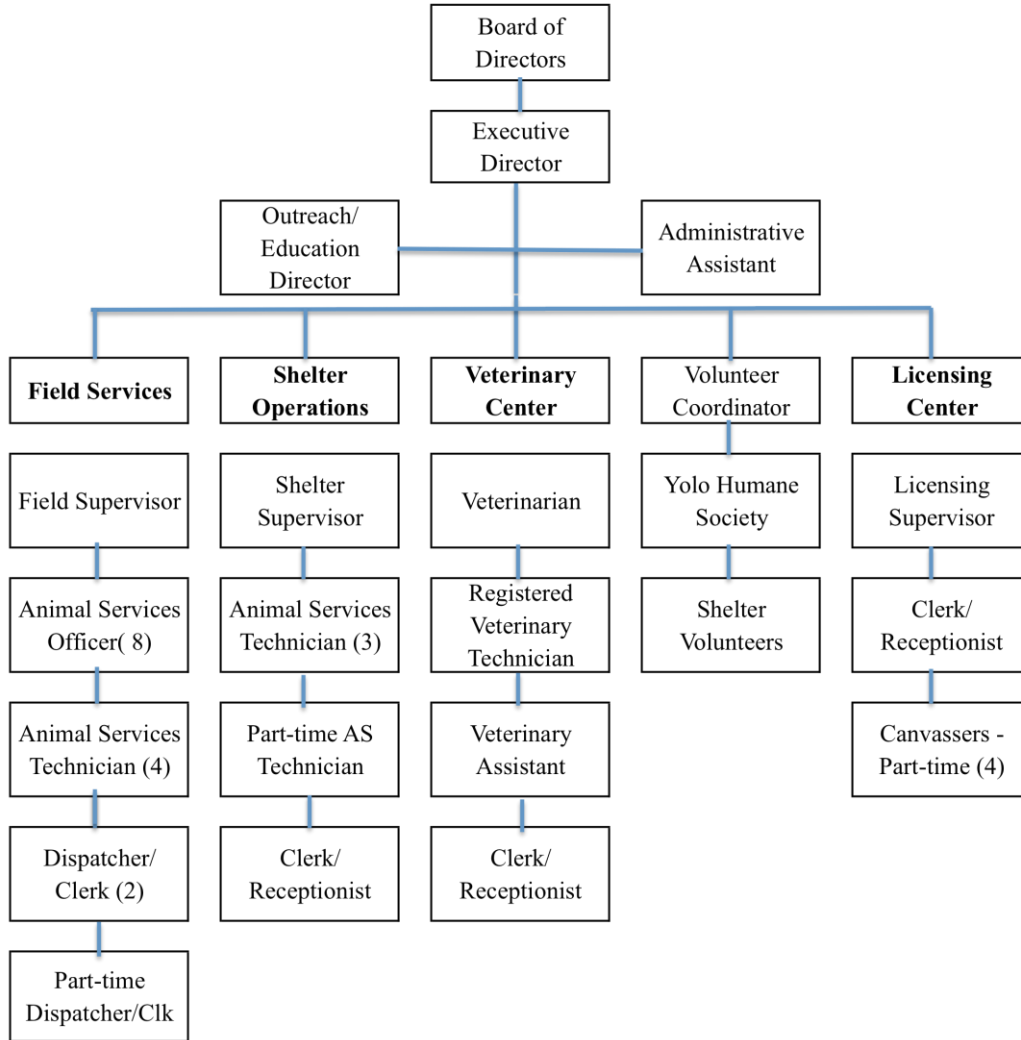 Board of
Directors
Executive
Director
Outreach/
Education
Director
Administrative
Assistant
Field Services
Shelter
Operations
Veterinary
Center
Volunteer
Coordinator
Licensing
Center
Field Supervisor
Shelter
Supervisor
Veterinarian
Yolo Humane
Society
Licensing
Supervisor
Animal Services
Officer( 8)
Animal Services
Technician (3)
Registered
Veterinary
Technician
Shelter
Volunteers
Clerk/
Receptionist
Animal Services
Technician (4)
Part-time AS
Technician
Veterinary
Assistant
Canvassers -
Part-time (4)
Dispatcher/
Clerk (2)
Clerk/
Receptionist
Clerk/
Receptionist
Part-time
Dispatcher/Clk